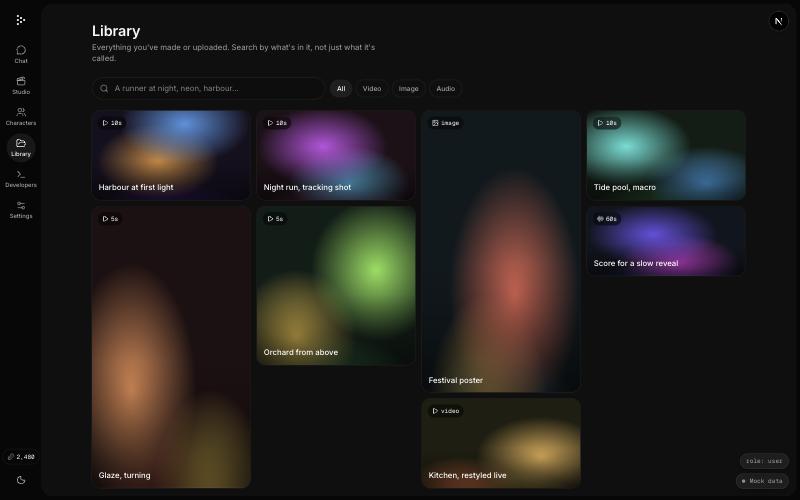 Library
Everything you've made or uploaded. Search by what's in it, not just what it's
called.
A runner at night, neon, harbour...
All
Video
Image
Audio
Chat
Studio
Characters
Library
Developers
Settings
2,480
10s
Harbour at first light
10s
Night run, tracking shot
image
Festival poster
10s
Tide pool, macro
5s
Glaze, turning
5s
Orchard from above
60s
Score for a slow reveal
video
Kitchen, restyled live
N
role: user
Mock data